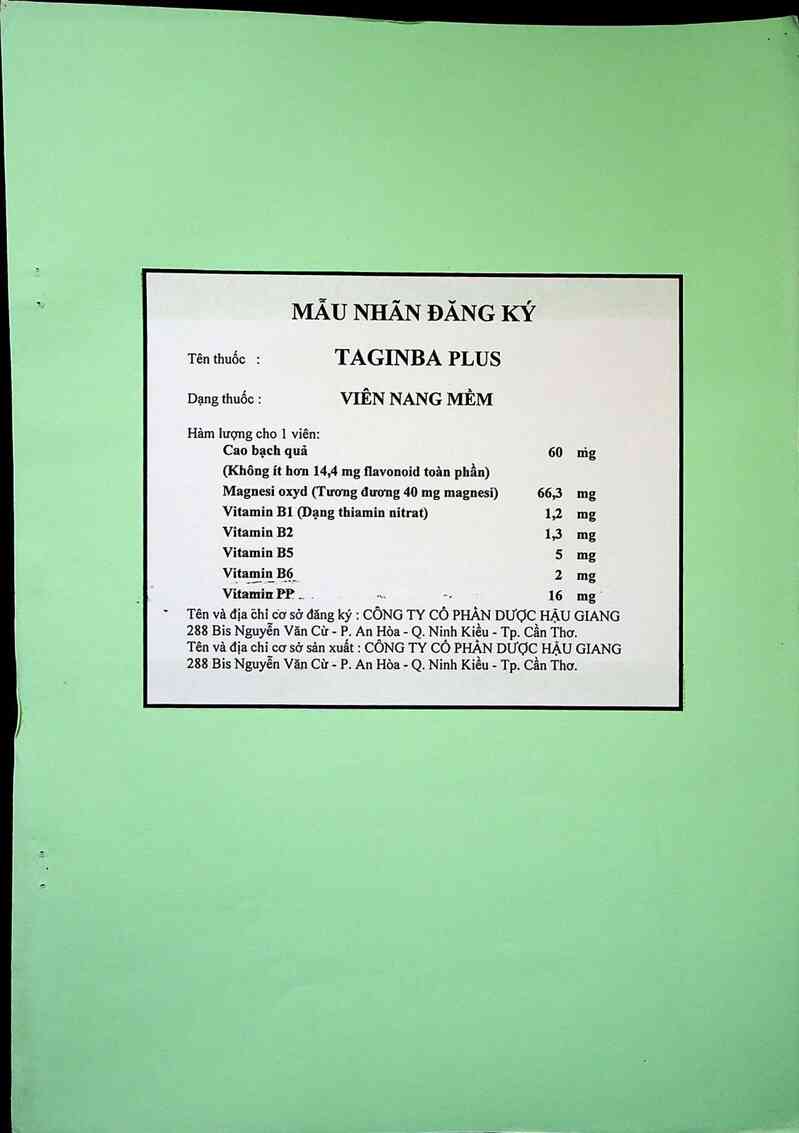 MẪU NHÃN ĐĂNG KÝ
Tên thuốc : TAGINBA PLUS
Dạng thuốc : VIÊN NANG MỀM
Hàm lượng cho 1 viên:
Cao bạch quả 60 mg
(Không ít hơn 14,4 mg flavonoid toàn phần)
Magnesi oxyd (Tương đương 40 mg magnesi) 66,3 mg
Vitamin B1 (Dạng thiamin nitrat) 1,2 mg
Vitamin B2 1,3 mg
Vitamin B5 5 mg
Vitamin B6 2 mg
Vitamin PP 16 mg
Tên và địa chỉ cơ sở đăng ký : CÔNG TY CỔ PHẦN DƯỢC HẬU GIANG
288 Bis Nguyễn Văn Cừ - P. An Hòa - Q. Ninh Kiều - Tp. Cần Thơ.
Tên và địa chỉ cơ sở sản xuất : CÔNG TY CỔ PHẦN DƯỢC HẬU GIANG
288 Bis Nguyễn Văn Cừ - P. An Hòa - Q. Ninh Kiều - Tp. Cần Thơ.